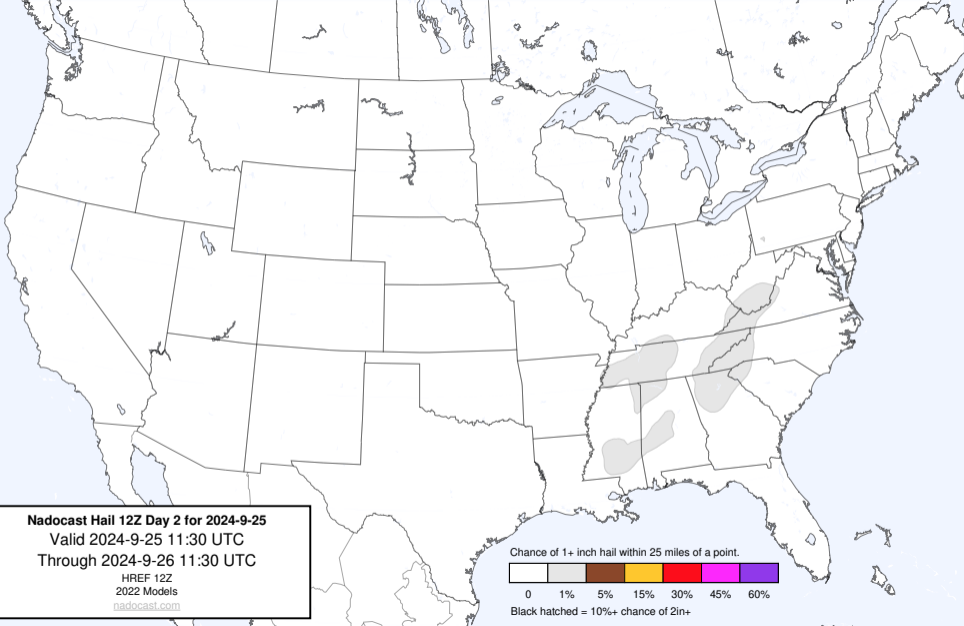 Nadocast Hail 12Z Day 2 for 2024-9-25
Valid 2024-9-25 11:30 UTC
Through 2024-9-26 11:30 UTC
HREF 12Z
2022 Models
nadocast.com
Chance of 1+ inch hail within 25 miles of a point.
0 1% 5% 15% 30% 45% 60%
Black hatched = 10%+ chance of 2in+